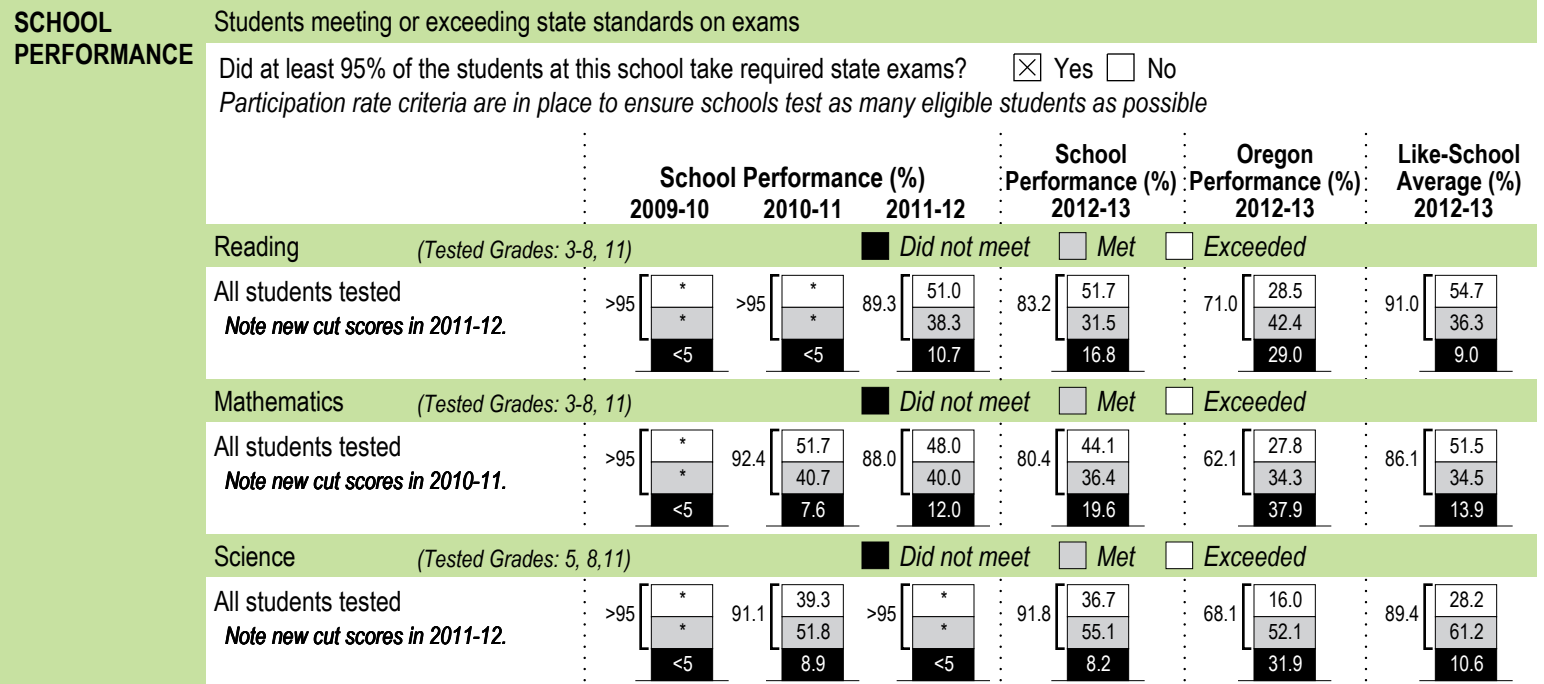 SCHOOL
PERFORMANCE
Students meeting or exceeding state standards on exams
Did at least 95% of the students at this school take required state exams? Yes No
Participation rate criteria are in place to ensure schools test as many eligible students as possible
School Performance (%)
2009-10 2010-11 2011-12
School
Performance (%)
2012-13
Oregon
Performance (%)
2012-13
Like-School
Average (%)
2012-13
Reading (Tested Grades: 3-8, 11) Did not meet Met Exceeded
All students tested
Note new cut scores in 2011-12.
>95 * * <5
>95 * * <5
89.3 51.0 38.3 10.7
83.2 51.7 31.5 16.8
71.0 28.5 42.4 29.0
91.0 54.7 36.3 9.0
Mathematics (Tested Grades: 3-8, 11) Did not meet Met Exceeded
All students tested
Note new cut scores in 2010-11.
>95 * * <5
92.4 51.7 40.7 7.6
88.0 48.0 40.0 12.0
80.4 44.1 36.4 19.6
62.1 27.8 34.3 37.9
86.1 51.5 34.5 13.9
Science (Tested Grades: 5, 8,11) Did not meet Met Exceeded
All students tested
Note new cut scores in 2011-12.
>95 * * <5
91.1 39.3 51.8 8.9
>95 * * <5
91.8 36.7 55.1 8.2
68.1 16.0 52.1 31.9
89.4 28.2 61.2 10.6